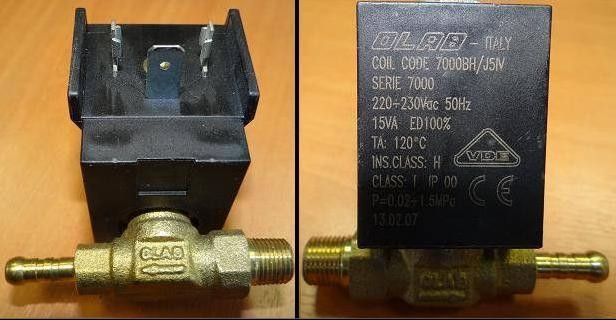 OLAB
OLAB - ITALY
COIL CODE 7000BH/J5IV
SERIE 7000
220÷230Vac 50Hz
15VA ED100%
TA: 120°C
INS.CLASS: H
VDE
CLASS: I IP 00
CE
P=0.02÷1.5MPa
13.02.07
OLAB